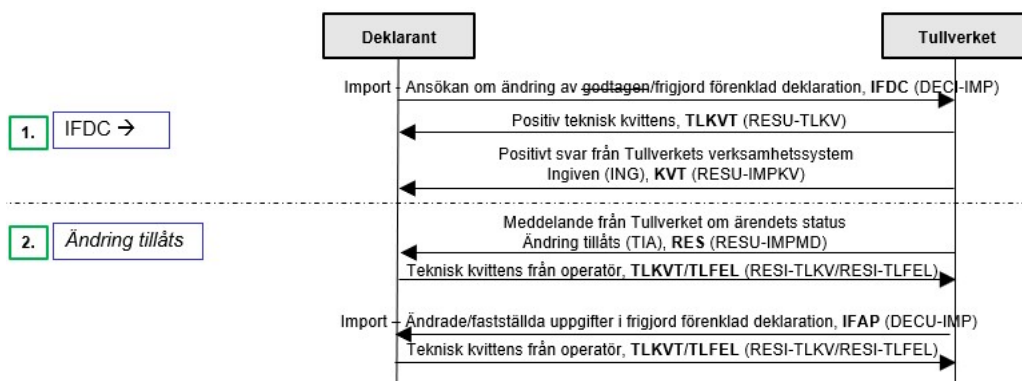 Deklarant
Tullverket
Import - Ansökan om ändring av godtagen/frigjord förenklad deklaration, IFDC (DECI-IMP)
1.
IFDC →
Positiv teknisk kvittens, TLKVT (RESU-TLKV)
Positivt svar från Tullverkets verksamhetssystem
Ingiven (ING), KVT (RESU-IMPKV)
2.
Ändring tillåts
Meddelande från Tullverket om ärendets status
Ändring tillåts (TIA), RES (RESU-IMPMD)
Teknisk kvittens från operatör, TLKVT/TLFEL (RESI-TLKV/RESI-TLFEL)
Import – Ändrade/fastställda uppgifter i frigjord förenklad deklaration, IFAP (DECU-IMP)
Teknisk kvittens från operatör, TLKVT/TLFEL (RESI-TLKV/RESI-TLFEL)